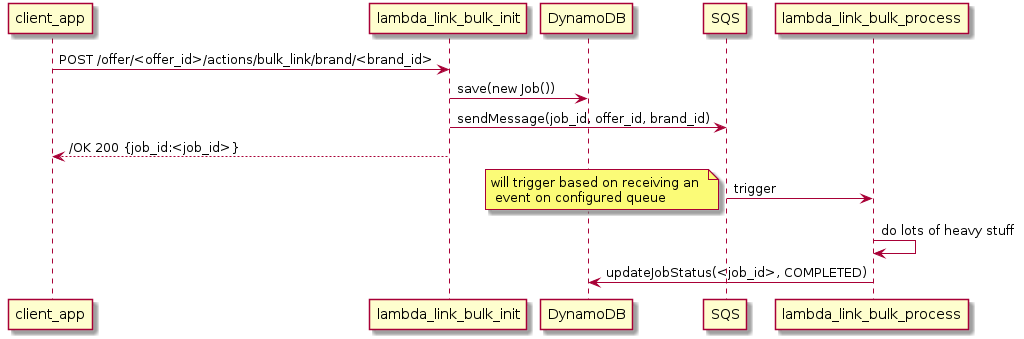 client_app
lambda_link_bulk_init
DynamoDB
SQS
lambda_link_bulk_process
POST /offer/<offer_id>/actions/bulk_link/brand/<brand_id>
save(new Job())
sendMessage(job_id, offer_id, brand_id)
/OK 200 {job_id:<job_id>}
will trigger based on receiving an
event on configured queue
trigger
do lots of heavy stuff
updateJobStatus(<job_id>, COMPLETED)
client_app
lambda_link_bulk_init
DynamoDB
SQS
lambda_link_bulk_process